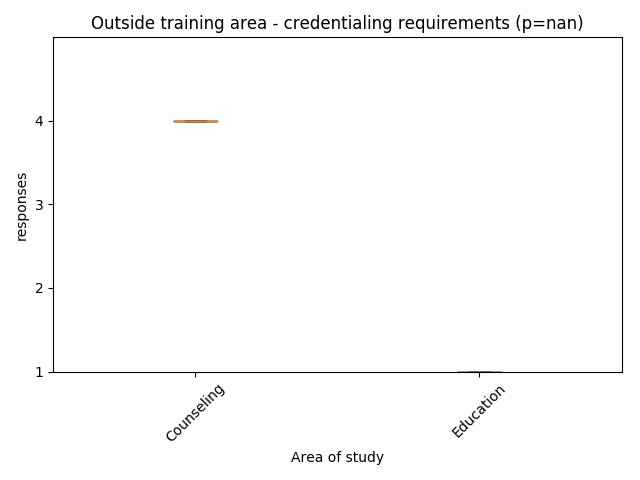 Outside training area - credentialing requirements (p=nan)
responses
4
3
2
1
Counseling
Education
Area of study